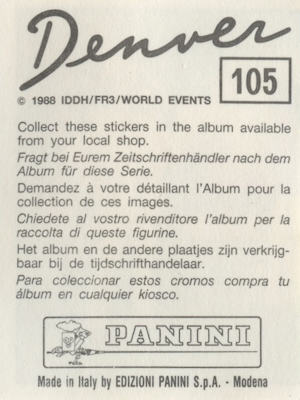 Denver
105
© 1988 IDDH/FR3/WORLD EVENTS
Collect these stickers in the album available
from your local shop.
Fragt bei Eurem Zeitschriftenhändler nach dem
Album für diese Serie.
Demandez à votre détaillant l'Album pour la
collection de ces images.
Chiedete al vostro rivenditore l'album per la
raccolta di queste figurine.
Het album en de andere plaatjes zijn verkrijg-
baar bij de tijdschrifthandelaar.
Para coleccionar estos cromos compra tu
álbum en cualquier kiosco.
PANINI
Made in Italy by EDIZIONI PANINI S.p.A. - Modena